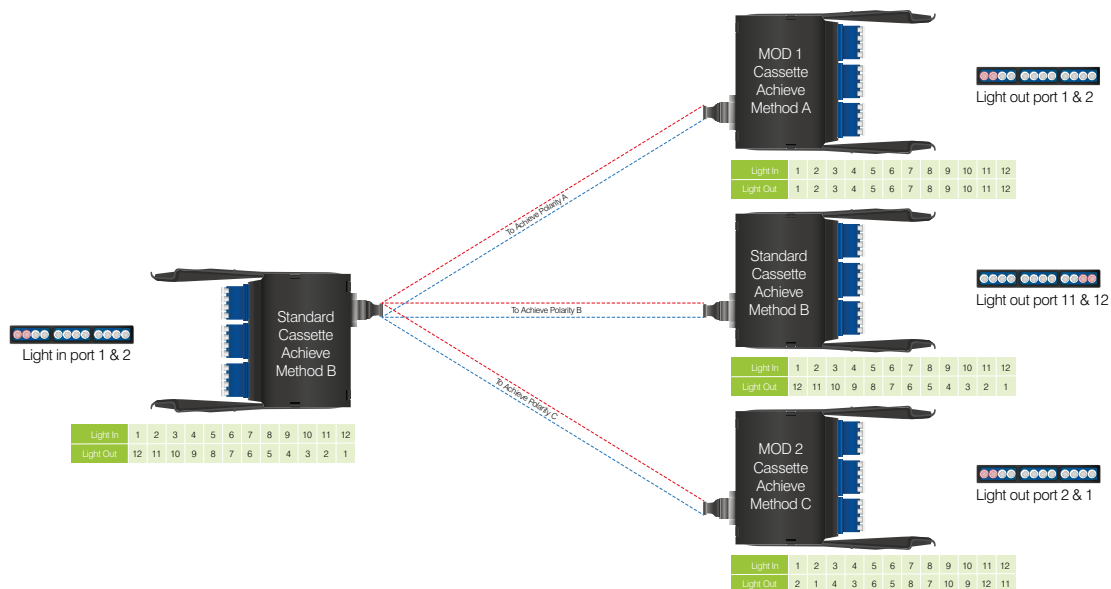 MOD 1
Cassette
Achieve
Method A
Light out port 1 & 2
Light In 1 2 3 4 5 6 7 8 9 10 11 12
Light Out 1 2 3 4 5 6 7 8 9 10 11 12
To Achieve Polarity A
Standard
Cassette
Achieve
Method B
Light in port 1 & 2
Light In 1 2 3 4 5 6 7 8 9 10 11 12
Light Out 12 11 10 9 8 7 6 5 4 3 2 1
To Achieve Polarity B
Standard
Cassette
Achieve
Method B
Light out port 11 & 12
Light In 1 2 3 4 5 6 7 8 9 10 11 12
Light Out 12 11 10 9 8 7 6 5 4 3 2 1
To Achieve Polarity C
MOD 2
Cassette
Achieve
Method C
Light out port 2 & 1
Light In 1 2 3 4 5 6 7 8 9 10 11 12
Light Out 2 1 4 3 6 5 8 7 10 9 12 11